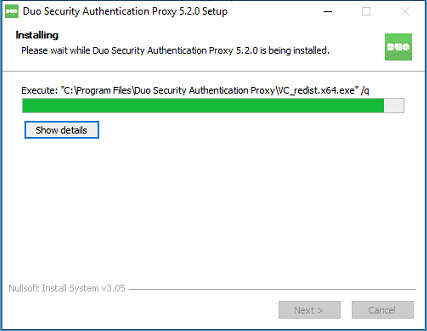 Duo Security Authentication Proxy 5.2.0 Setup
Installing
Please wait while Duo Security Authentication Proxy 5.2.0 is being installed.
DUO
Execute: "C:\Program Files\Duo Security Authentication Proxy\VC_redist.x64.exe" /q
Show details
Nullsoft Install System v3.05
Next >
Cancel